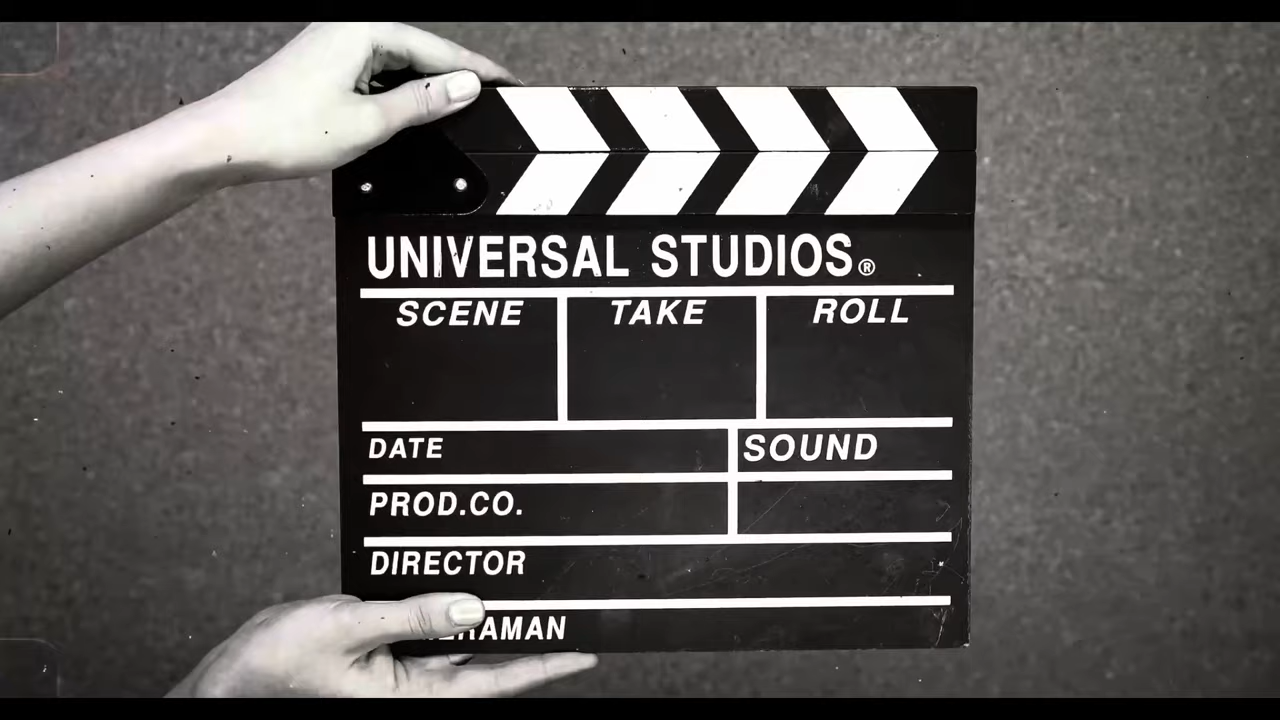 UNIVERSAL STUDIOS®
SCENE TAKE ROLL
DATE SOUND
PROD.CO.
DIRECTOR